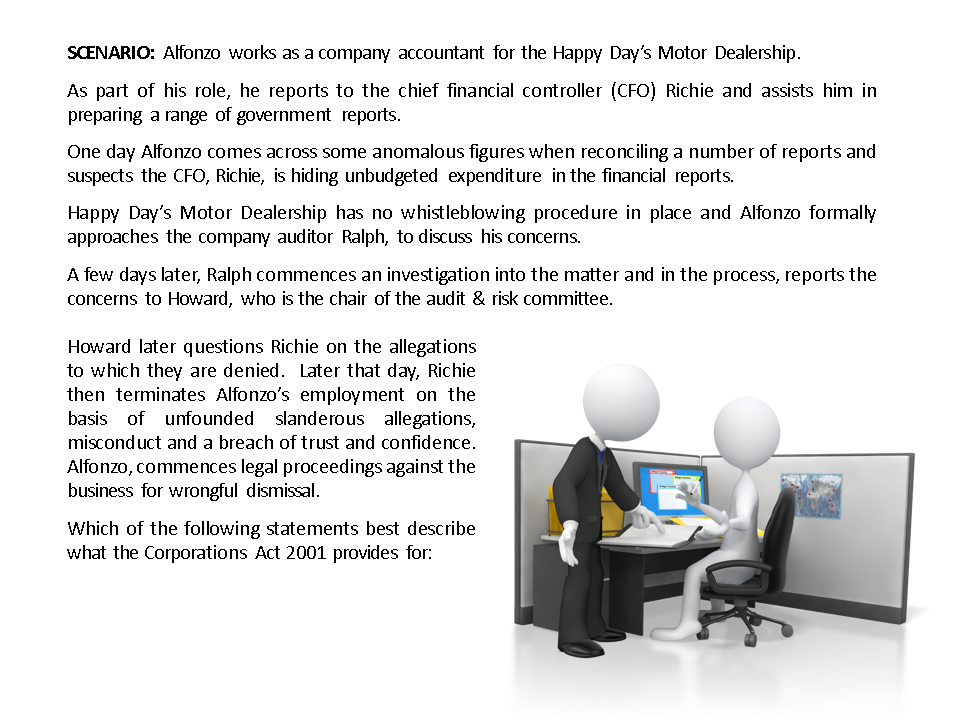 SCENARIO: Alfonzo works as a company accountant for the Happy Day's Motor Dealership.
As part of his role, he reports to the chief financial controller (CFO) Richie and assists him in
preparing a range of government reports.
One day Alfonzo comes across some anomalous figures when reconciling a number of reports and
suspects the CFO, Richie, is hiding unbudgeted expenditure in the financial reports.
Happy Day's Motor Dealership has no whistleblowing procedure in place and Alfonzo formally
approaches the company auditor Ralph, to discuss his concerns.
A few days later, Ralph commences an investigation into the matter and in the process, reports the
concerns to Howard, who is the chair of the audit & risk committee.
Howard later questions Richie on the allegations
to which they are denied. Later that day, Richie
then terminates Alfonzo's employment on the
basis of unfounded slanderous allegations,
misconduct and a breach of trust and confidence.
Alfonzo, commences legal proceedings against the
business for wrongful dismissal.
Which of the following statements best describe
what the Corporations Act 2001 provides for: